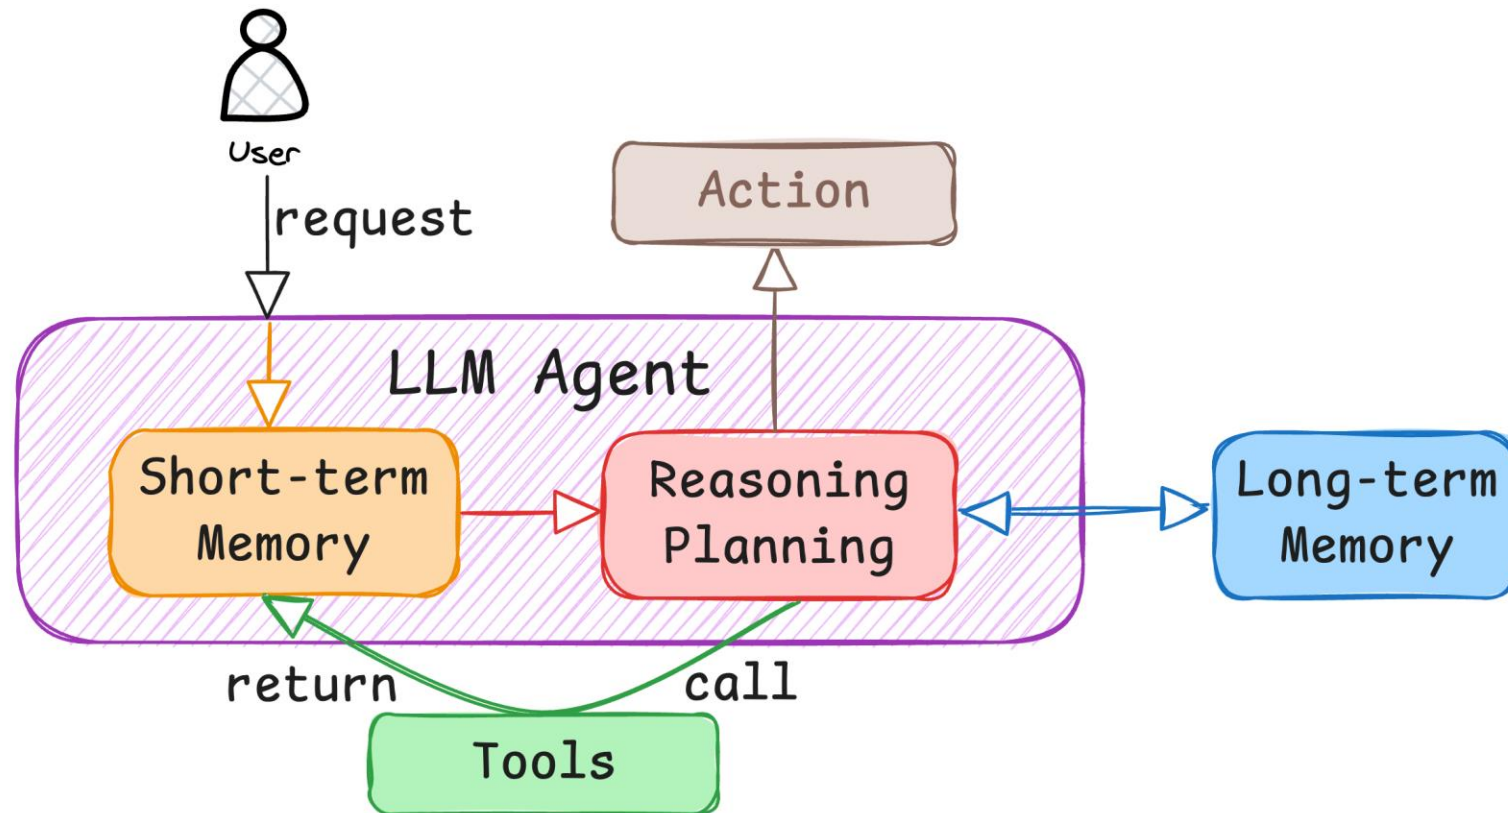 User
request
Action
LLM Agent
Short-term
Memory
Reasoning
Planning
Long-term
Memory
return
call
Tools